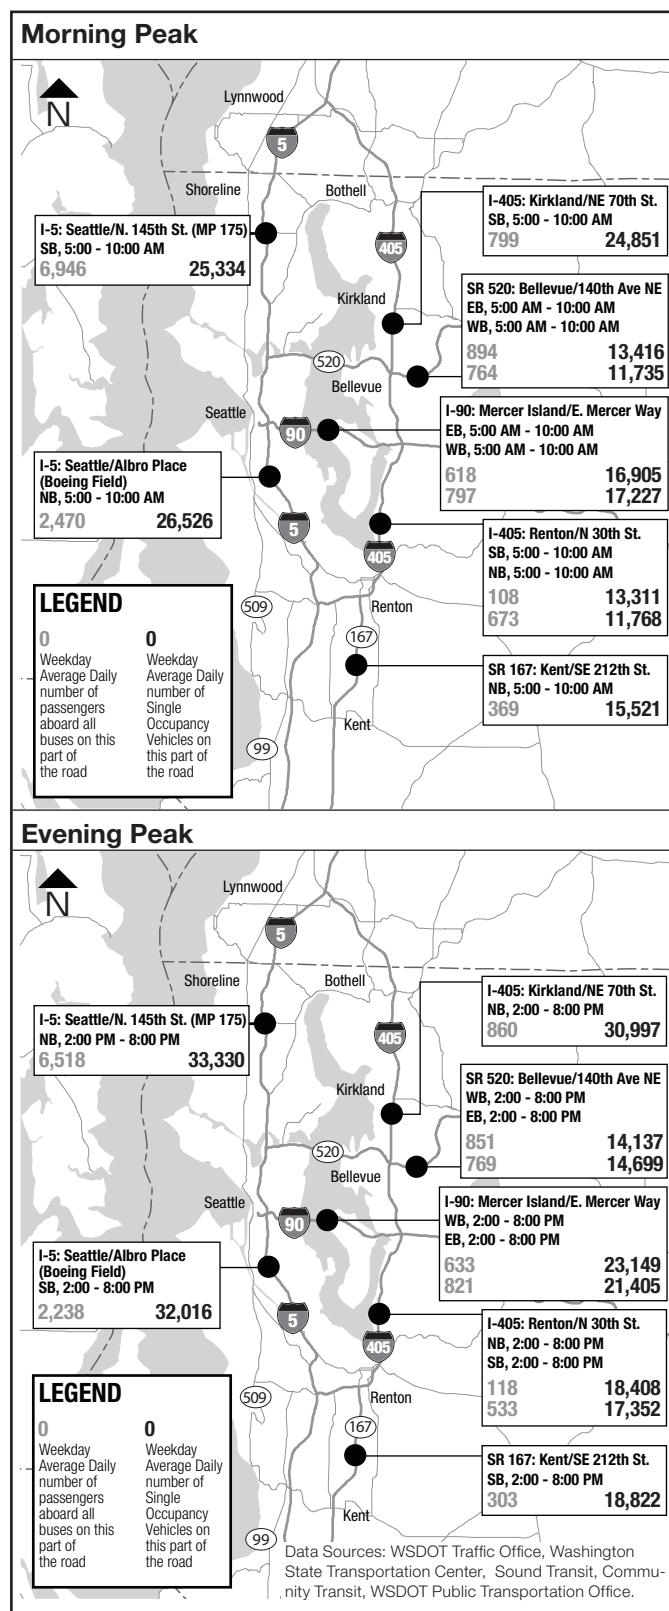 Morning Peak
N
Lynnwood
5
Shoreline
Bothell
I-405: Kirkland/NE 70th St.
SB, 5:00 - 10:00 AM
799 24,851
I-5: Seattle/N. 145th St. (MP 175)
SB, 5:00 - 10:00 AM
6,946 25,334
405
SR 520: Bellevue/140th Ave NE
EB, 5:00 AM - 10:00 AM
WB, 5:00 AM - 10:00 AM
894 13,416
764 11,735
Kirkland
520
Bellevue
Seattle
90
I-90: Mercer Island/E. Mercer Way
EB, 5:00 AM - 10:00 AM
WB, 5:00 AM - 10:00 AM
618 16,905
797 17,227
I-5: Seattle/Albro Place
(Boeing Field)
NB, 5:00 - 10:00 AM
2,470 26,526
5
405
I-405: Renton/N 30th St.
SB, 5:00 - 10:00 AM
NB, 5:00 - 10:00 AM
108 13,311
673 11,768
509
Renton
167
SR 167: Kent/SE 212th St.
NB, 5:00 - 10:00 AM
369 15,521
Kent
99
LEGEND
0 0
Weekday Weekday
Average Daily Average Daily
number of number of
passengers Single
aboard all Occupancy
buses on this Vehicles on
part of this part of
the road the road
Evening Peak
N
Lynnwood
5
Shoreline
Bothell
I-405: Kirkland/NE 70th St.
NB, 2:00 - 8:00 PM
860 30,997
I-5: Seattle/N. 145th St. (MP 175)
NB, 2:00 PM - 8:00 PM
6,518 33,330
405
SR 520: Bellevue/140th Ave NE
WB, 2:00 - 8:00 PM
EB, 2:00 - 8:00 PM
851 14,137
769 14,699
Kirkland
520
Bellevue
Seattle
90
I-90: Mercer Island/E. Mercer Way
WB, 2:00 - 8:00 PM
EB, 2:00 - 8:00 PM
633 23,149
821 21,405
I-5: Seattle/Albro Place
(Boeing Field)
SB, 2:00 - 8:00 PM
2,238 32,016
5
405
I-405: Renton/N 30th St.
NB, 2:00 - 8:00 PM
SB, 2:00 - 8:00 PM
118 18,408
533 17,352
509
Renton
167
SR 167: Kent/SE 212th St.
SB, 2:00 - 8:00 PM
303 18,822
Kent
99
LEGEND
0 0
Weekday Weekday
Average Daily Average Daily
number of number of
passengers Single
aboard all Occupancy
buses on this Vehicles on
part of this part of
the road the road
Data Sources: WSDOT Traffic Office, Washington
State Transportation Center, Sound Transit, Commu-
nity Transit, WSDOT Public Transportation Office.